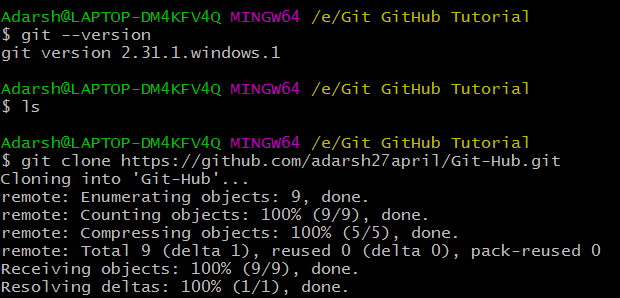 Adarsh@LAPTOP-DM4KFV4Q MINGW64 /e/Git GitHub Tutorial
$ git --version
git version 2.31.1.windows.1
Adarsh@LAPTOP-DM4KFV4Q MINGW64 /e/Git GitHub Tutorial
$ ls
Adarsh@LAPTOP-DM4KFV4Q MINGW64 /e/Git GitHub Tutorial
$ git clone https://github.com/adarsh27april/Git-Hub.git
Cloning into 'Git-Hub'...
remote: Enumerating objects: 9, done.
remote: Counting objects: 100% (9/9), done.
remote: Compressing objects: 100% (5/5), done.
remote: Total 9 (delta 1), reused 0 (delta 0), pack-reused 0
Receiving objects: 100% (9/9), done.
Resolving deltas: 100% (1/1), done.